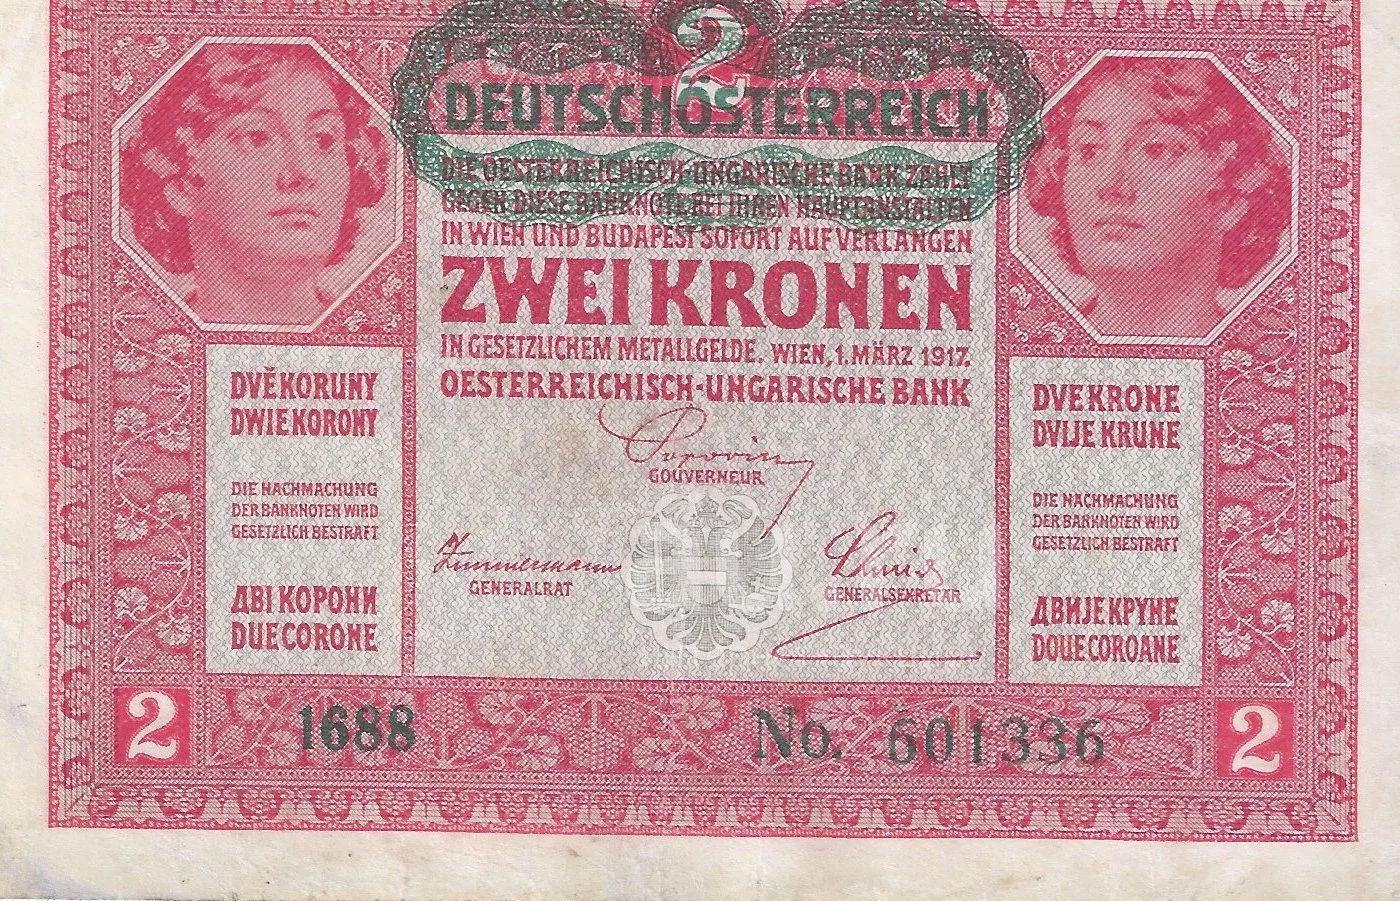 2
DEUTSCHÖSTERREICH
DIE OESTERREICHISCH-UNGARISCHE BANK ZAHLT
GEGEN DIESE BANKNOTE BEI IHREN HAUPTANSTALTEN
IN WIEN UND BUDAPEST SOFORT AUF VERLANGEN
ZWEI KRONEN
IN GESETZLICHEM METALLGELDE. WIEN, 1. MÄRZ 1917.
OESTERREICHISCH-UNGARISCHE BANK
GOUVERNEUR
Zimmermann
GENERALRAT
GENERALSEKRETÄR
DVĚ KORUNY
DWIE KORONY
DIE NACHMACHUNG
DER BANKNOTEN WIRD
GESETZLICH BESTRAFT
ДВІ КОРОНИ
DUE CORONE
DVE KRONE
DVIJE KRUNE
DIE NACHMACHUNG
DER BANKNOTEN WIRD
GESETZLICH BESTRAFT
ДВИЈЕ КРУНЕ
DOUE COROANE
2
1688
No. 601336
2